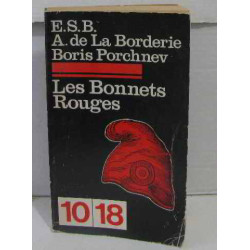 E.S.B.
A. de La Borderie
Boris Porchnev
Les Bonnets
Rouges
10 18